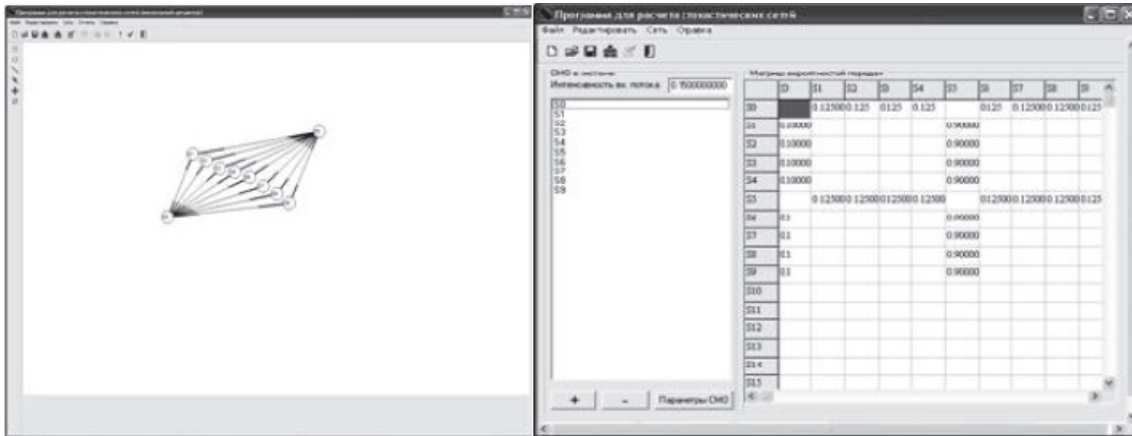 Файл Редактировать Сеть Отчеты Справка
Программа для расчета стохастических сетей
Файл Редактировать Сеть Справка
СМО в системе
Интенсивность вх. потока 0.1500000000
S0
S1
S2
S3
S4
S5
S6
S7
S8
S9
+ - Параметры СМО
Матрица вероятностей передач
S0 S1 S2 S3 S4 S5 S6 S7 S8 S9
S0 0.12500 0.125 0.125 0.125 0.125 0.12500 0.12500 0.125
S1 0.10000 0.90000
S2 0.10000 0.90000
S3 0.10000 0.90000
S4 0.10000 0.90000
S5 0.12500 0.12500 0.12500 0.12500 0.12500 0.12500 0.12500 0.125
S6 0.1 0.90000
S7 0.1 0.90000
S8 0.1 0.90000
S9 0.1 0.90000
S10
S11
S12
S13
S14
S15